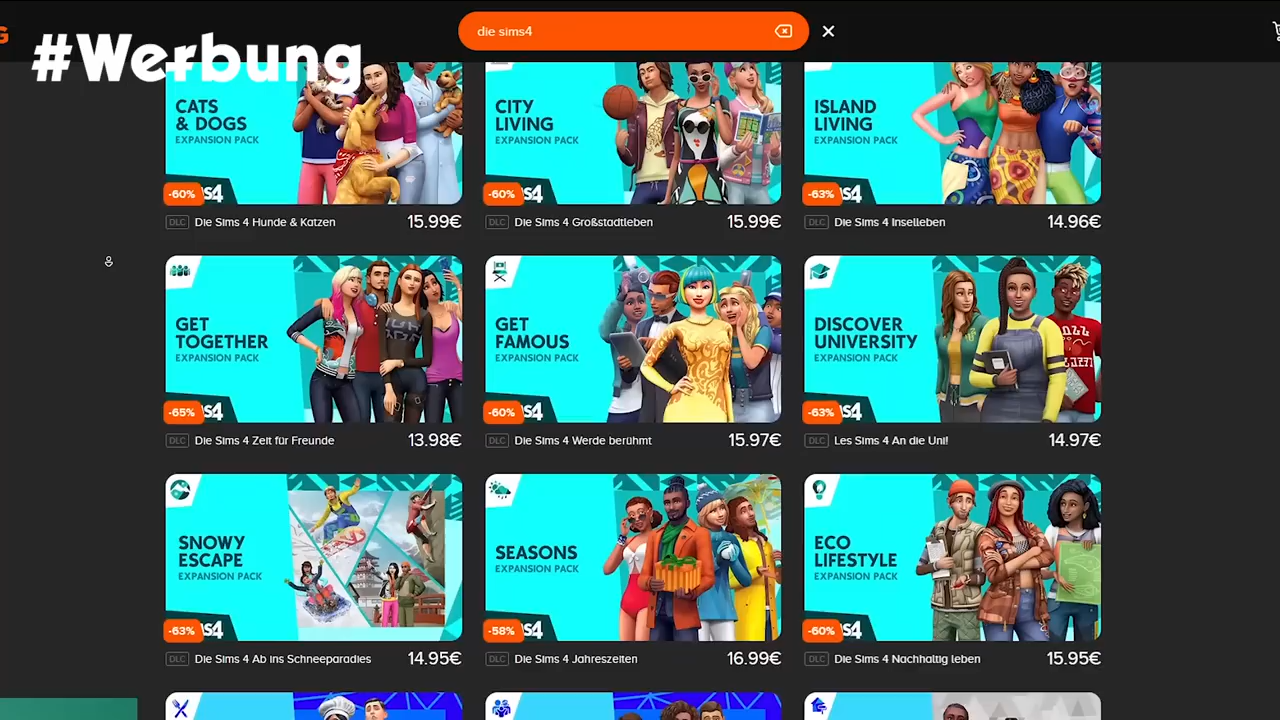 G
die sims4
#Werbung
CATS
& DOGS
EXPANSION PACK
-60%
S4
DLC
Die Sims 4 Hunde & Katzen
15.99€
CITY
LIVING
EXPANSION PACK
-60%
S4
DLC
Die Sims 4 Großstadtleben
15.99€
ISLAND
LIVING
EXPANSION PACK
-63%
S4
DLC
Die Sims 4 Inselleben
14.96€
GET
TOGETHER
EXPANSION PACK
-65%
S4
DLC
Die Sims 4 Zeit für Freunde
13.98€
GET
FAMOUS
EXPANSION PACK
-60%
S4
DLC
Die Sims 4 Werde berühmt
15.97€
DISCOVER
UNIVERSITY
EXPANSION PACK
-63%
S4
DLC
Les Sims 4 An die Uni!
14.97€
SNOWY
ESCAPE
EXPANSION PACK
-63%
S4
DLC
Die Sims 4 Ab ins Schneeparadies
14.95€
SEASONS
EXPANSION PACK
-58%
S4
DLC
Die Sims 4 Jahreszeiten
16.99€
ECO
LIFESTYLE
EXPANSION PACK
-60%
S4
DLC
Die Sims 4 Nachhaltig leben
15.95€